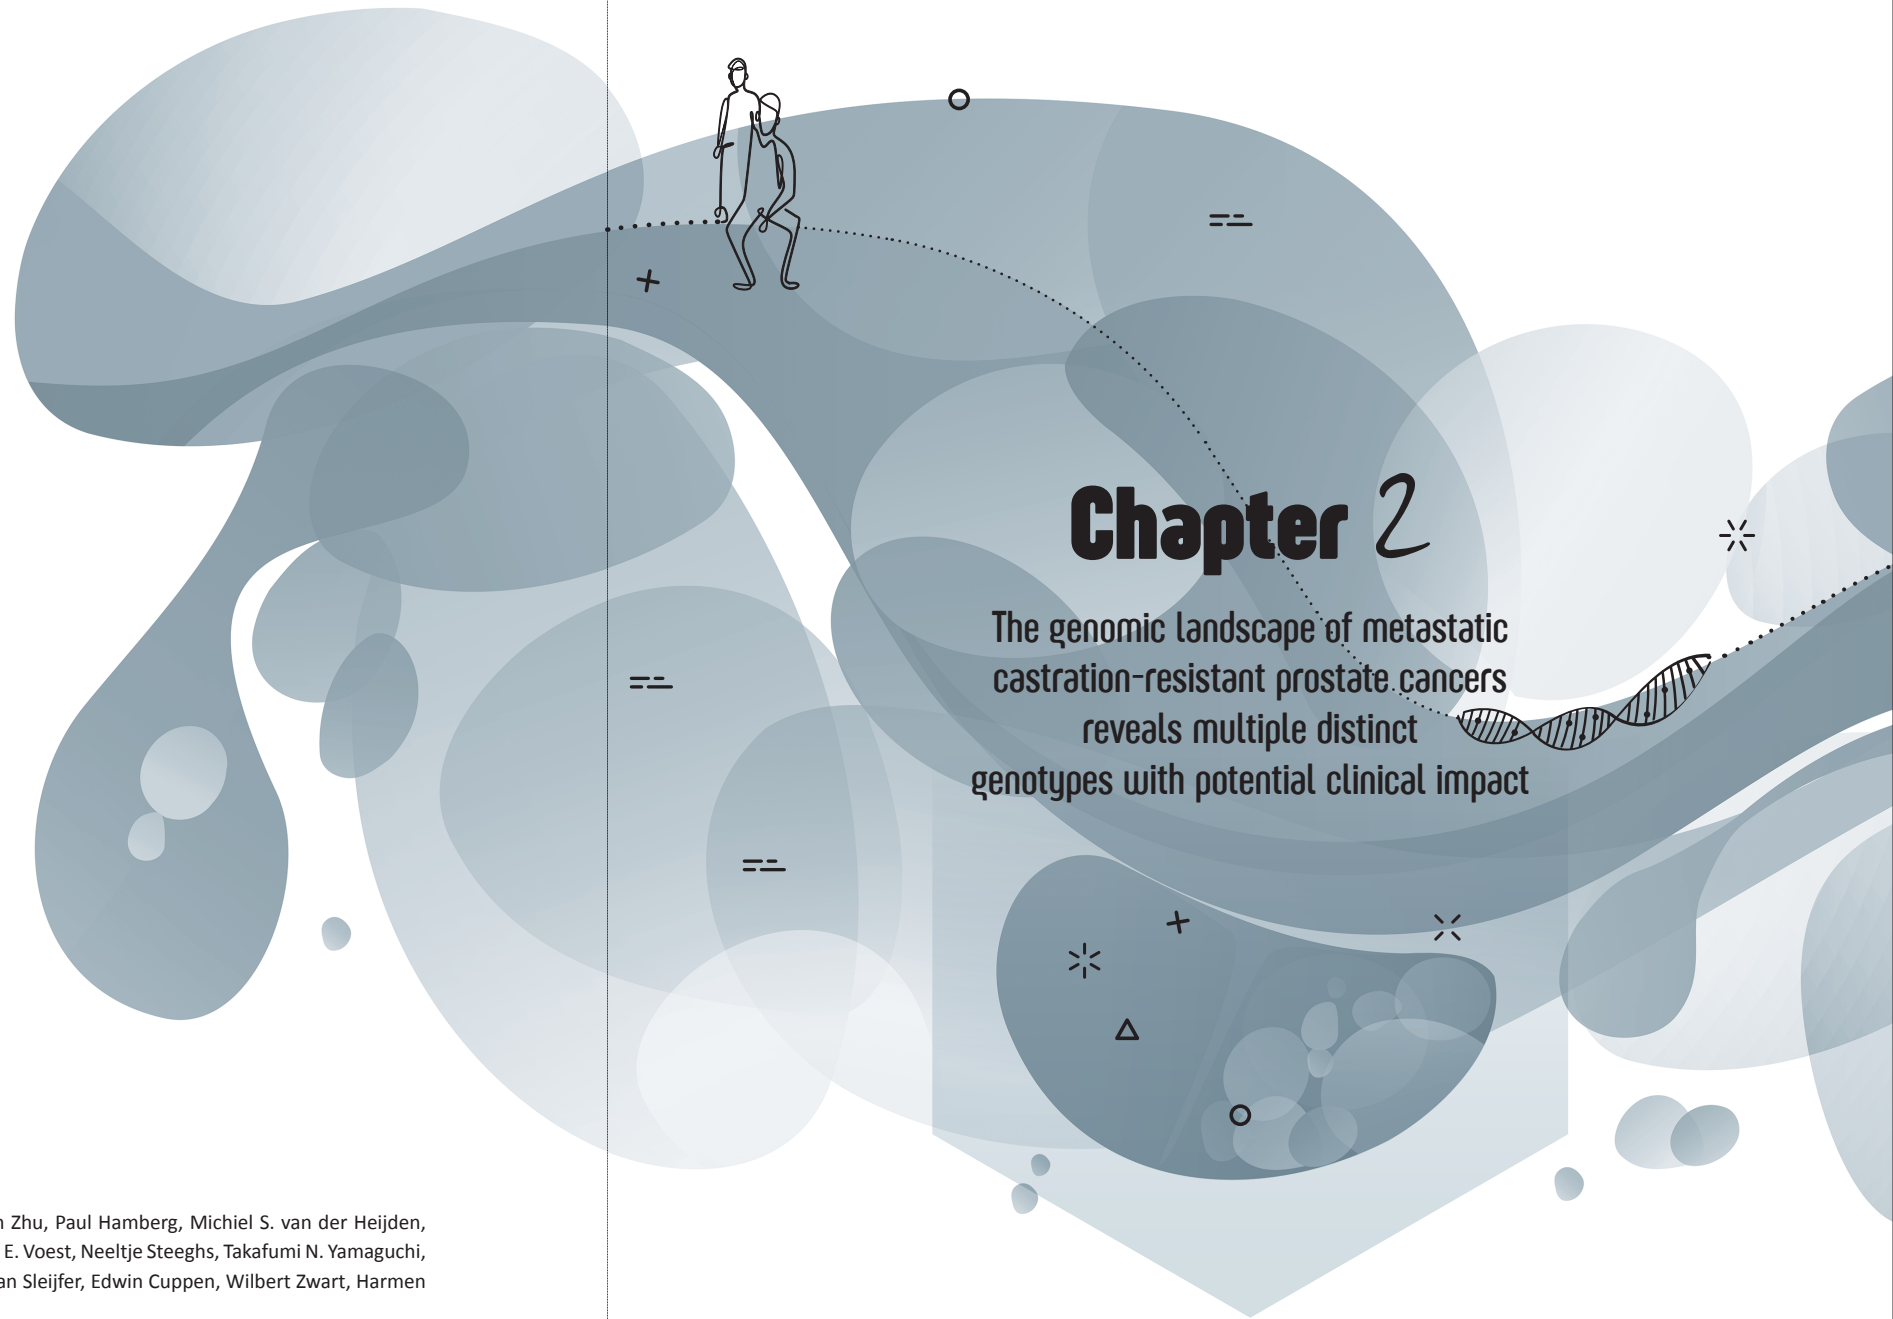 Chapter 2
The genomic landscape of metastatic
castration-resistant prostate cancers
reveals multiple distinct
genotypes with potential clinical impact
Zhu, Paul Hamberg, Michiel S. van der Heijden,
E. Voest, Neeltje Steeghs, Takafumi N. Yamaguchi,
Sleijfer, Edwin Cuppen, Wilbert Zwart, Harmen